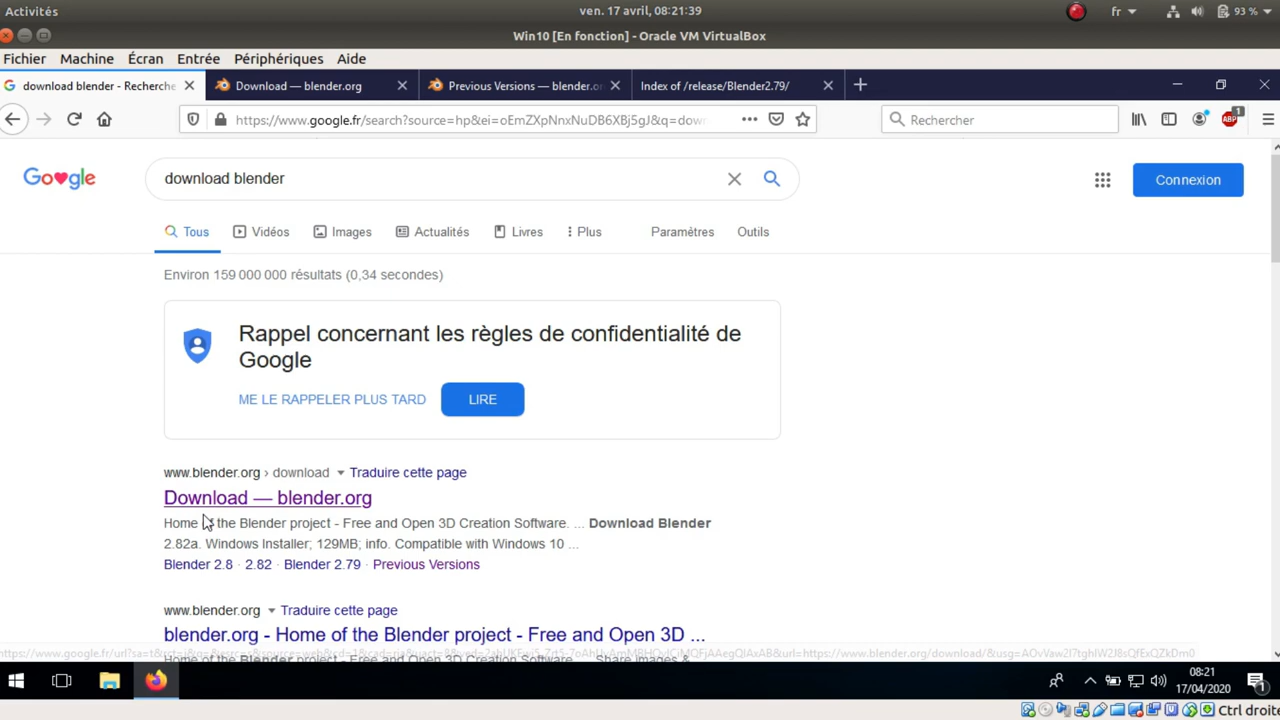 Activités
ven. 17 avril, 08:21:39
fr
93 %
Win10 [En fonction] - Oracle VM VirtualBox
Fichier Machine Écran Entrée Périphériques Aide
download blender - Recherche
Download — blender.org
Previous Versions — blender.or
Index of /release/Blender2.79/
https://www.google.fr/search?source=hp&ei=oEmZXpNnxNuDB6XBj5gJ&q=dow
Rechercher
ABP
1
Google
download blender
Connexion
Tous Vidéos Images Actualités Livres Plus Paramètres Outils
Environ 159 000 000 résultats (0,34 secondes)
Rappel concernant les règles de confidentialité de
Google
ME LE RAPPELER PLUS TARD LIRE
www.blender.org › download Traduire cette page
Download — blender.org
Home of the Blender project - Free and Open 3D Creation Software. ... Download Blender
2.82a. Windows Installer; 129MB; info. Compatible with Windows 10 ...
Blender 2.8 · 2.82 · Blender 2.79 · Previous Versions
www.blender.org Traduire cette page
blender.org - Home of the Blender project - Free and Open 3D ...
08:21
17/04/2020
1
Ctrl droite